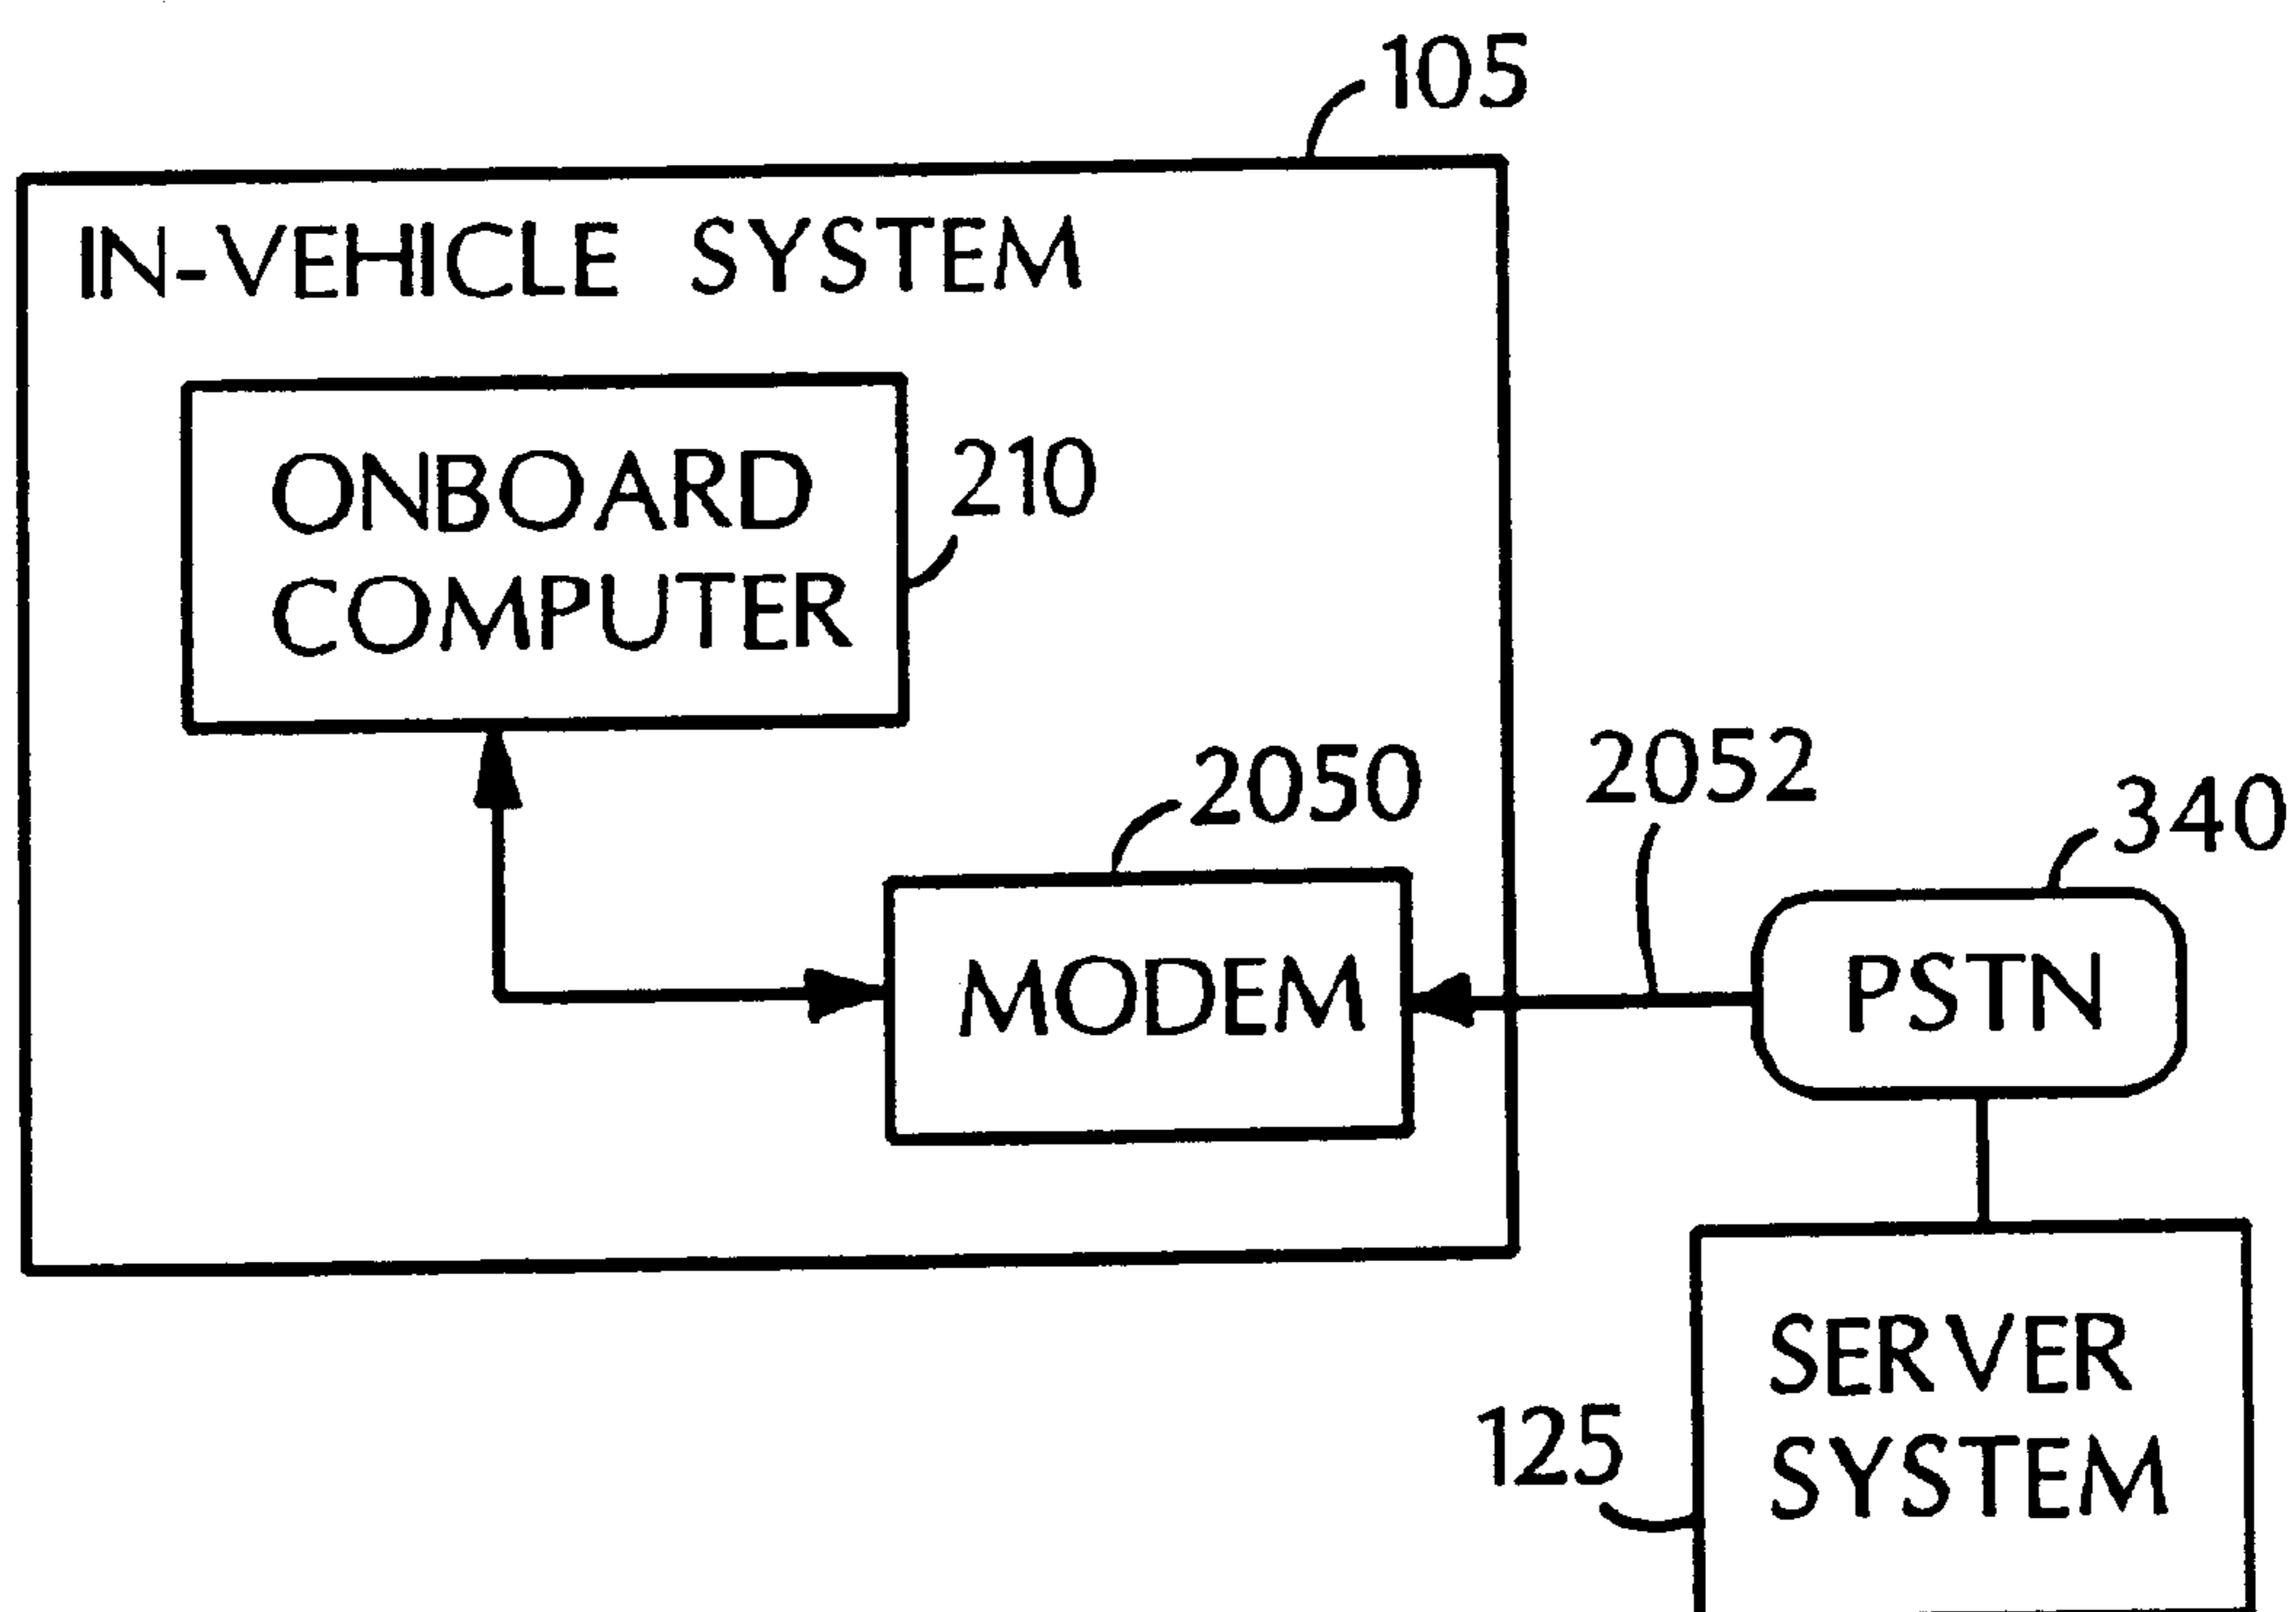 105
IN-VEHICLE SYSTEM
ONBOARD
COMPUTER
210
2050
2052
340
MODEM
PSTN
SERVER
SYSTEM
125